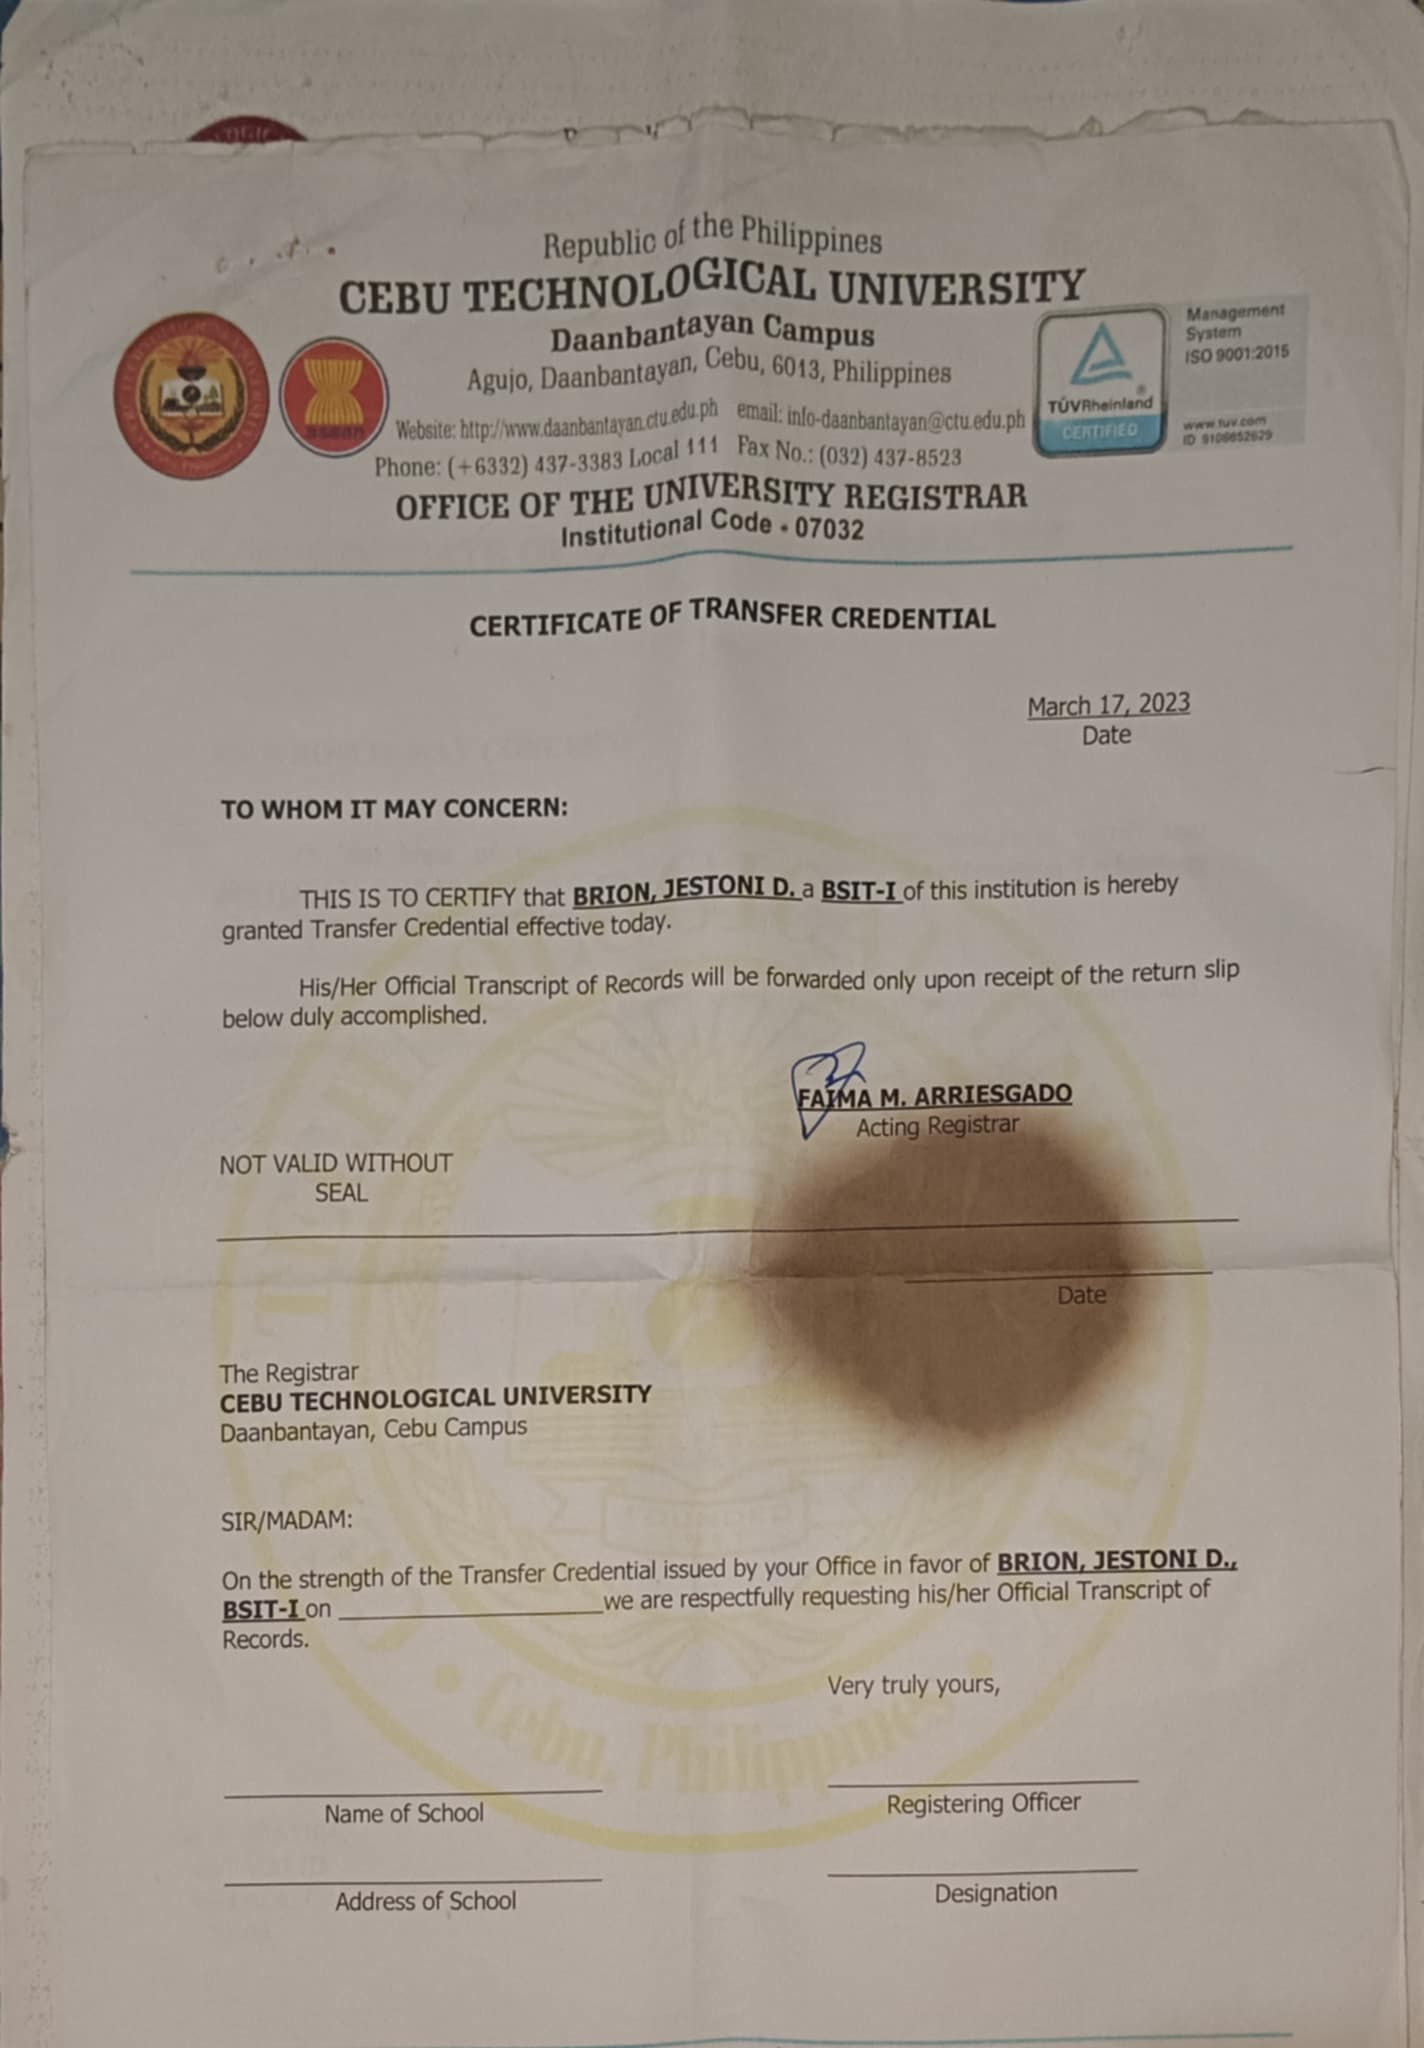 Republic of the Philippines
CEBU TECHNOLOGICAL UNIVERSITY
Daanbantayan Campus
Agujo, Daanbantayan, Cebu, 6013, Philippines
Website: http://www.daanbantayan.ctu.edu.ph email: info-daanbantayan@ctu.edu.ph
Phone: (+6332) 437-3383 Local 111 Fax No.: (032) 437-8523
OFFICE OF THE UNIVERSITY REGISTRAR
Institutional Code - 07032
asean
TÜVRheinland
CERTIFIED
Management
System
ISO 9001:2015
www.tuv.com
ID 9108652629
CERTIFICATE OF TRANSFER CREDENTIAL
March 17, 2023
Date
TO WHOM IT MAY CONCERN:
THIS IS TO CERTIFY that BRION, JESTONI D. a BSIT-I of this institution is hereby
granted Transfer Credential effective today.
His/Her Official Transcript of Records will be forwarded only upon receipt of the return slip
below duly accomplished.
FAIMA M. ARRIESGADO
Acting Registrar
NOT VALID WITHOUT
SEAL
Date
The Registrar
CEBU TECHNOLOGICAL UNIVERSITY
Daanbantayan, Cebu Campus
SIR/MADAM:
On the strength of the Transfer Credential issued by your Office in favor of BRION, JESTONI D.,
BSIT-I on ____________________ we are respectfully requesting his/her Official Transcript of
Records.
Very truly yours,
Name of School
Registering Officer
Address of School
Designation
Cebu, Philippines